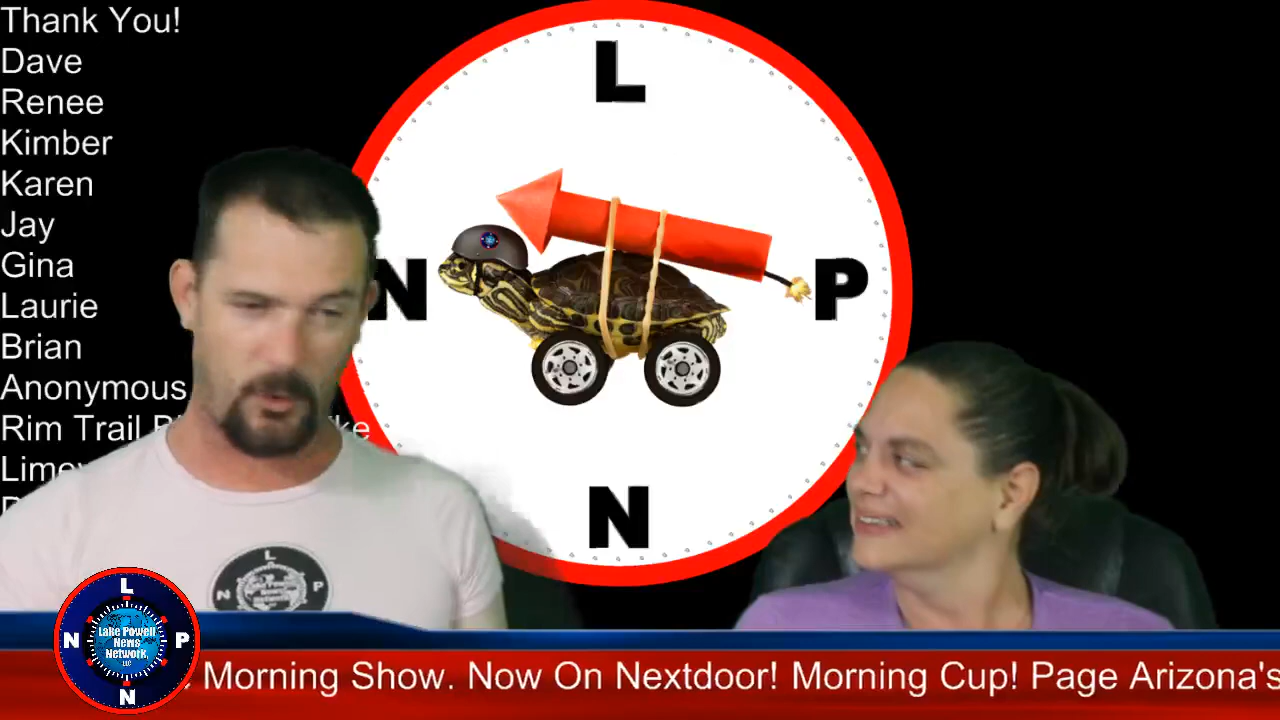 Thank You!
Dave
Renee
Kimber
Karen
Jay
Gina
Laurie
Brian
Anonymous
Rim Trail
L
N
P
N
L
N
P
L
N
P
N
Lake Powell
News
Network
LLC
Morning Show. Now On Nextdoor! Morning Cup! Page Arizona's